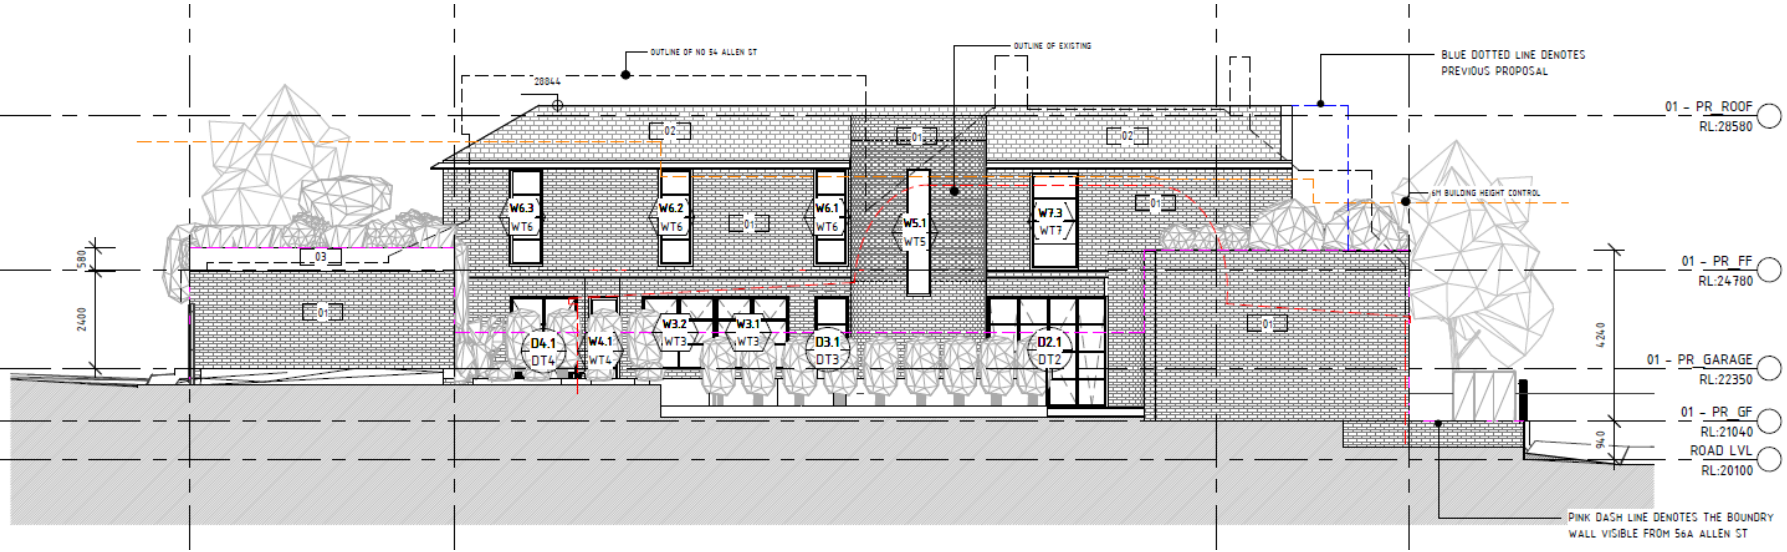 OUTLINE OF NO 54 ALLEN ST
OUTLINE OF EXISTING
BLUE DOTTED LINE DENOTES
PREVIOUS PROPOSAL
28844
01 - PR_ROOF
RL:28580
02
01
02
6M BUILDING HEIGHT CONTROL
W6.3
WT6
W6.2
WT6
01
W6.1
WT6
W5.1
WT5
W7.3
WT7
01
580
03
01 - PR_FF
RL:24780
2400
01
D4.1
DT4
W4.1
WT4
W3.2
WT3
W3.1
WT3
D3.1
DT3
D2.1
DT2
01
4240
01 - PR_GARAGE
RL:22350
01 - PR_GF
RL:21040
940
ROAD LVL
RL:20100
PINK DASH LINE DENOTES THE BOUNDRY
WALL VISIBLE FROM 56A ALLEN ST